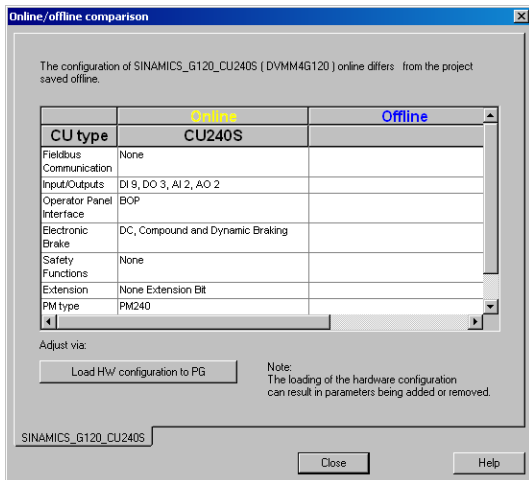 Online/offline comparison
The configuration of SINAMICS_G120_CU240S ( DVMM4G120 ) online differs from the project
saved offline.
Online Offline
CU type CU240S
Fieldbus None
Communication
Input/Outputs DI 9, DO 3, AI 2, AO 2
Operator Panel BOP
Interface
Electronic DC, Compound and Dynamic Braking
Brake
Safety None
Functions
Extension None Extension Bit
PM type PM240
Adjust via:
Load HW configuration to PG
Note:
The loading of the hardware configuration
can result in parameters being added or removed.
SINAMICS_G120_CU240S
Close Help